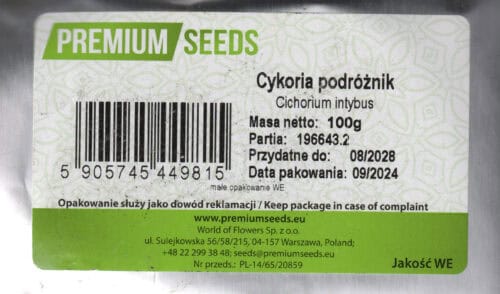 PREMIUM SEEDS
Cykoria podróżnik
Cichorium intybus
Masa netto: 100g
Partia: 196643.2
Przydatne do: 08/2028
Data pakowania: 09/2024
5 905745 449815
małe opakowanie WE
Opakowanie służy jako dowód reklamacji / Keep package in case of complaint
www.premiumseeds.eu
World of Flowers Sp. z o.o.
ul. Sulejkowska 56/58/215, 04-157 Warszawa, Poland;
+48 22 299 38 48; seeds@premiumseeds.eu
Nr przeds.: PL-14/65/20859
Jakość WE